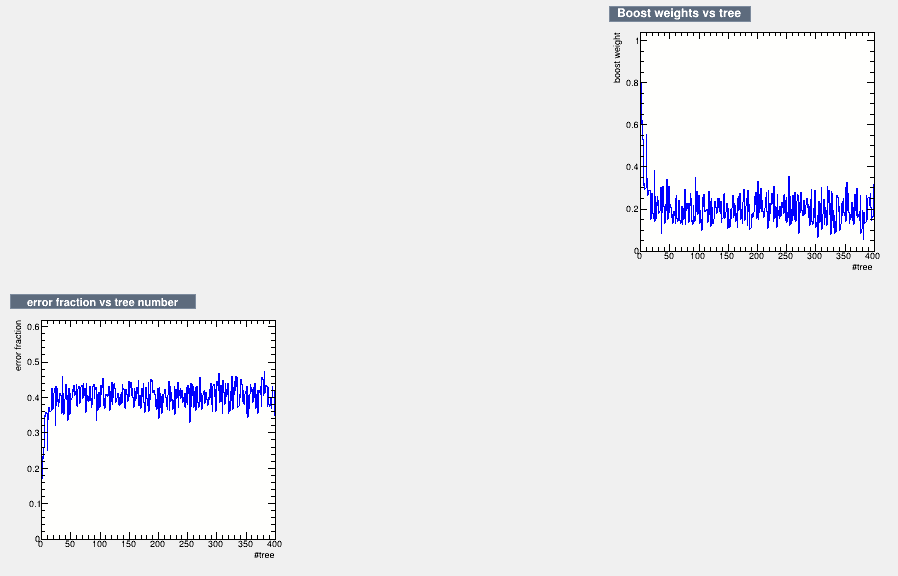 Boost weights vs tree
boost weight
1
0.8
0.6
0.4
0.2
0
0 50 100 150 200 250 300 350 400
#tree
error fraction vs tree number
error fraction
0.6
0.5
0.4
0.3
0.2
0.1
0
0 50 100 150 200 250 300 350 400
#tree